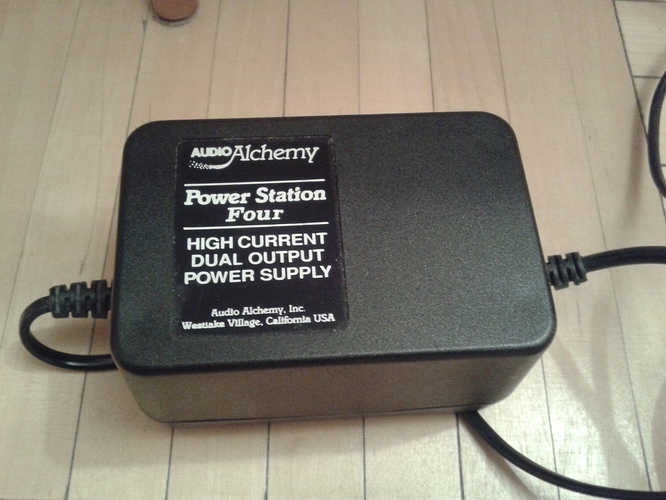 AUDIO Alchemy
Power Station
Four
HIGH CURRENT
DUAL OUTPUT
POWER SUPPLY
Audio Alchemy, Inc.
Westlake Village, California USA